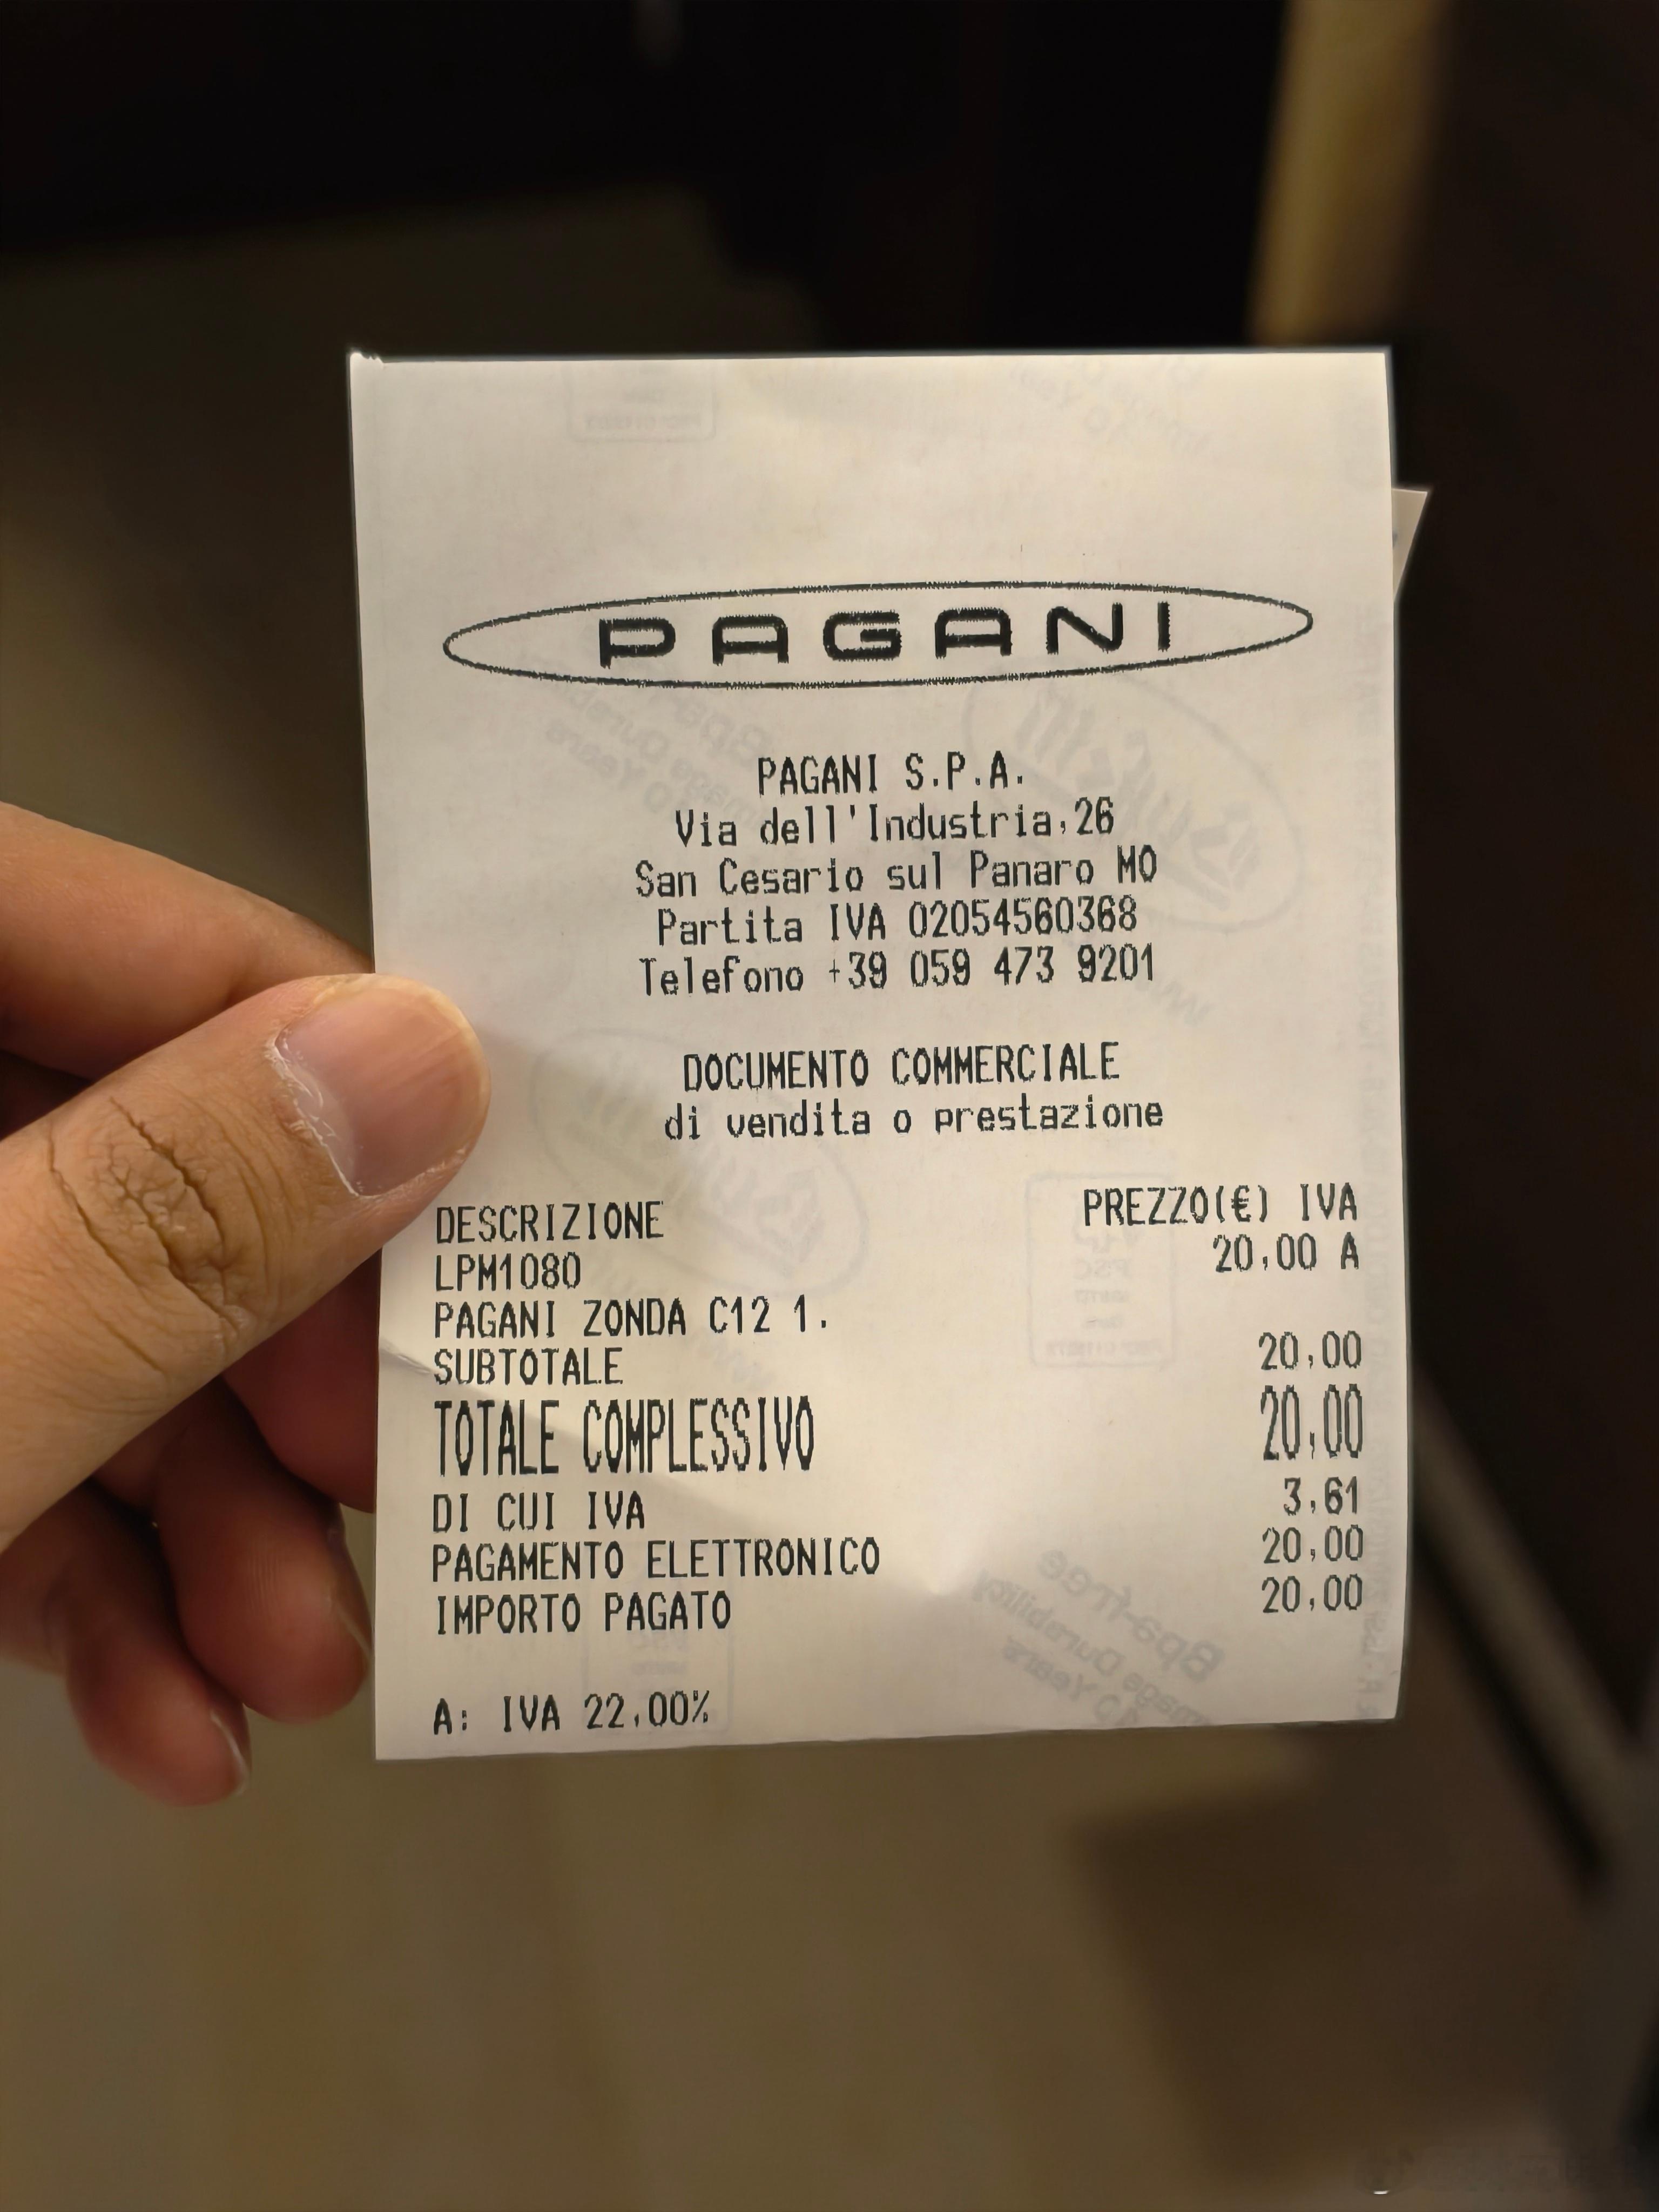 PAGANI
PAGANI S.P.A.
Via dell'Industria,26
San Cesario sul Panaro MO
Partita IVA 02054560368
Telefono +39 059 473 9201
DOCUMENTO COMMERCIALE
di vendita o prestazione
DESCRIZIONE PREZZO(€) IVA
LPM1080 20,00 A
PAGANI ZONDA C12 1.
SUBTOTALE 20,00
TOTALE COMPLESSIVO 20,00
DI CUI IVA 3,61
PAGAMENTO ELETTRONICO 20,00
IMPORTO PAGATO 20,00
A: IVA 22,00%